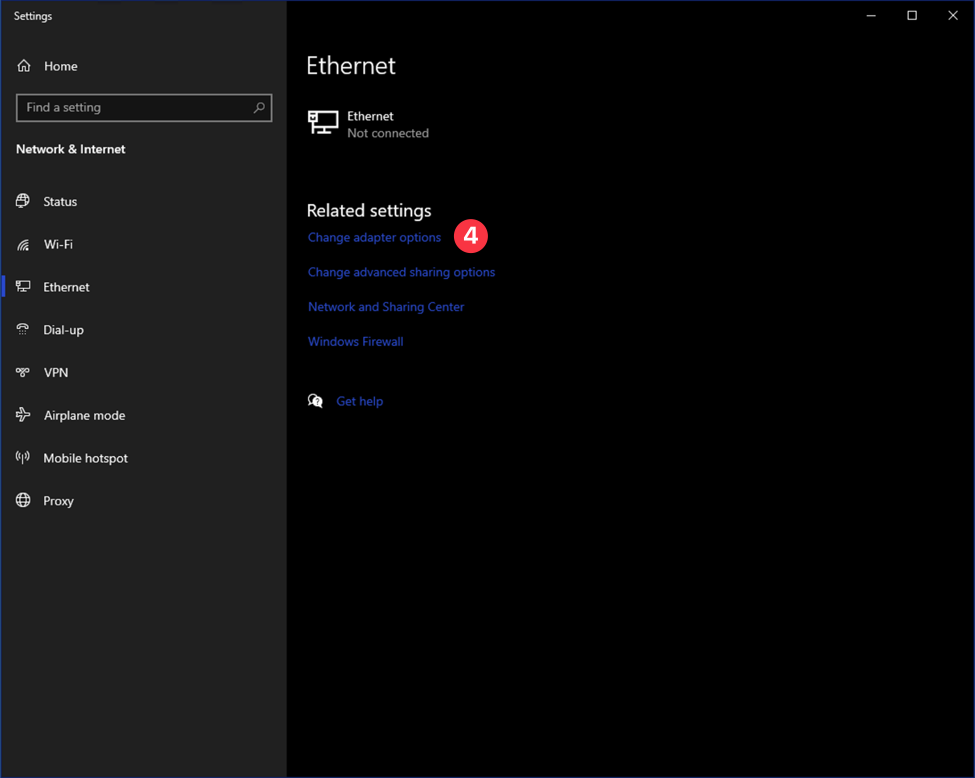 Settings
Home
Find a setting
Network & Internet
Status
Wi-Fi
Ethernet
Dial-up
VPN
Airplane mode
Mobile hotspot
Proxy
Ethernet
Ethernet
Not connected
Related settings
Change adapter options 4
Change advanced sharing options
Network and Sharing Center
Windows Firewall
Get help